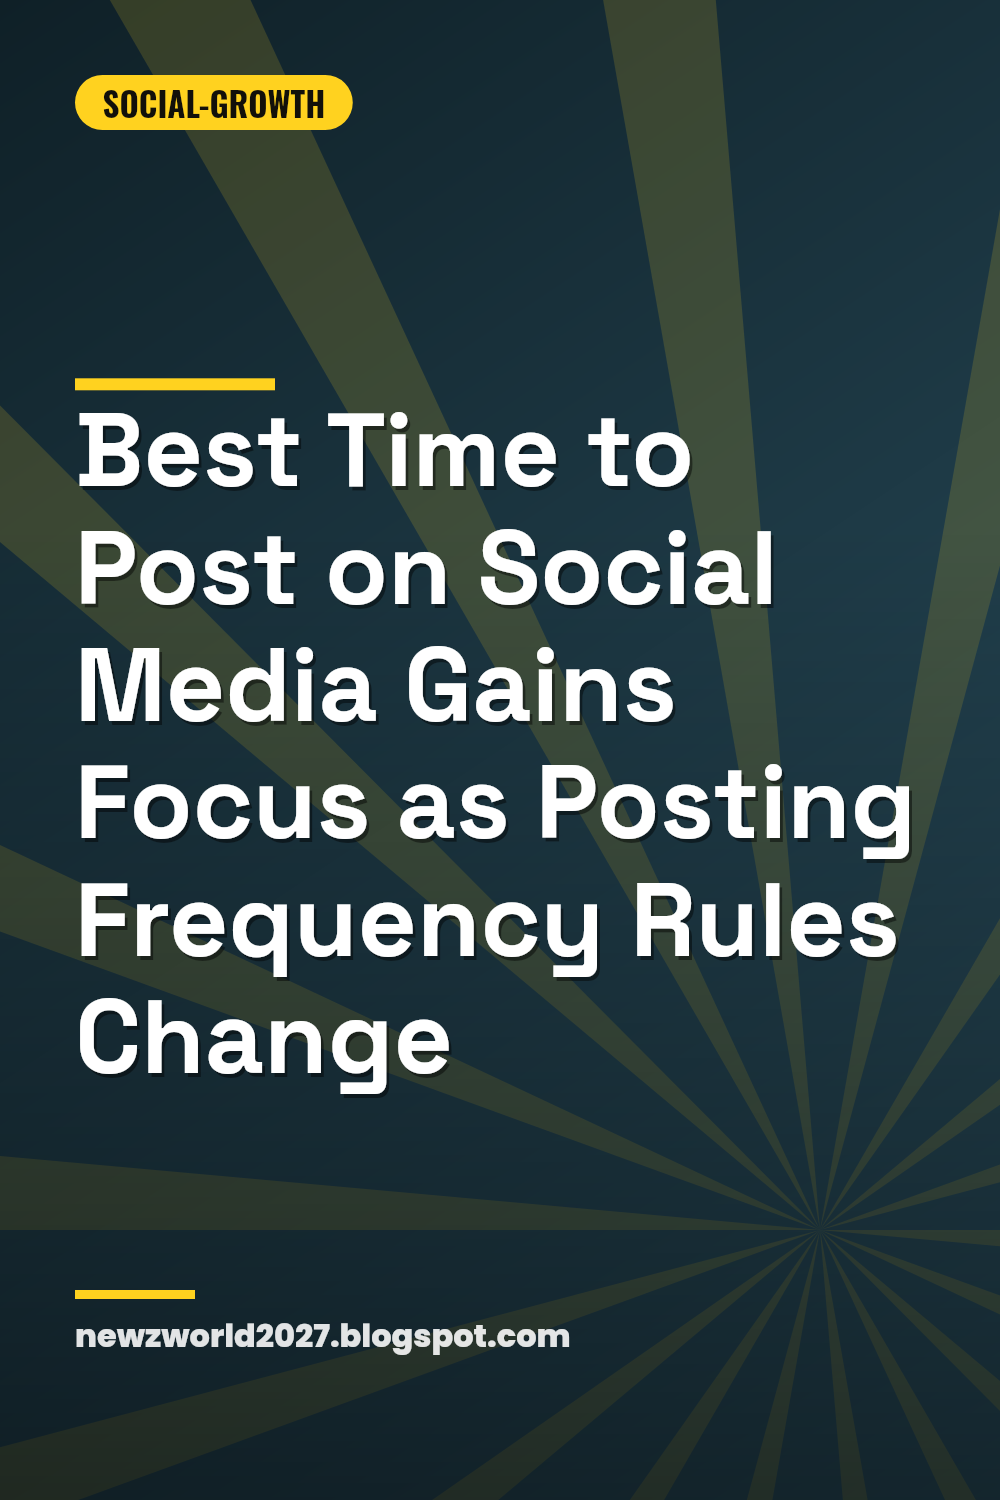 SOCIAL-GROWTH
Best Time to
Post on Social
Media Gains
Focus as Posting
Frequency Rules
Change
newzworld2027.blogspot.com